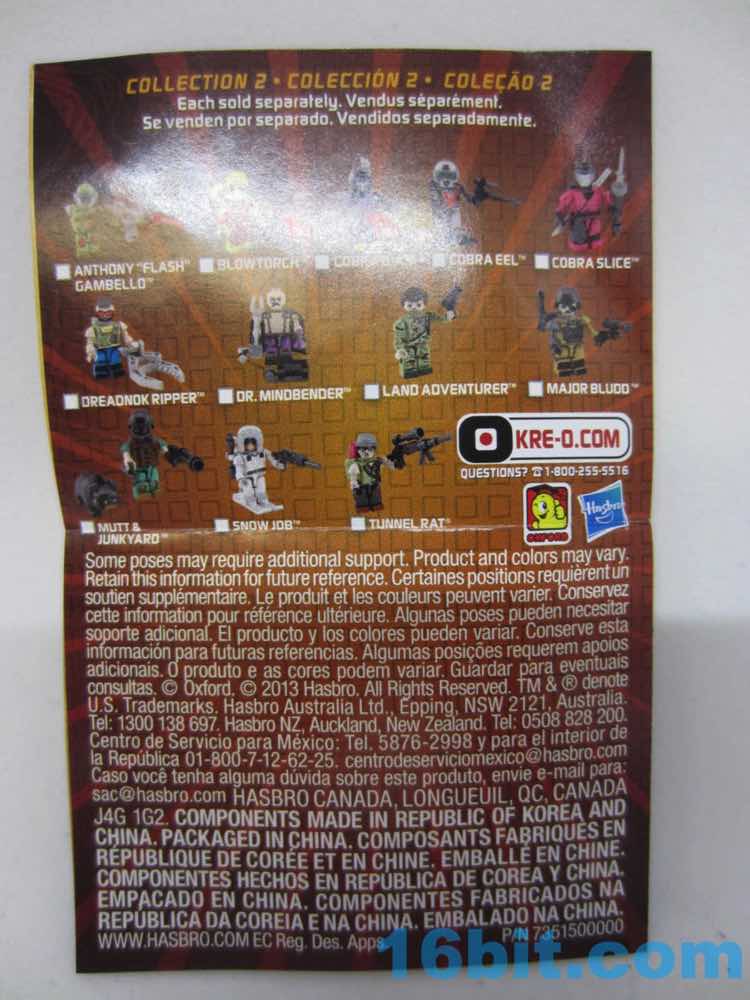 COLLECTION 2 • COLECCIÓN 2 • COLEÇÃO 2
Each sold separately. Vendus séparément.
Se venden por separado. Vendidos separadamente.
ANTHONY "FLASH" GAMBELLO™
BLOWTORCH
COBRA
COBRA EEL™
COBRA SLICE™
DREADNOK RIPPER™
DR. MINDBENDER™
LAND ADVENTURER™
MAJOR BLUDD™
MUTT & JUNKYARD
SNOW JOB™
TUNNEL RAT®
KRE-O.COM
QUESTIONS? ☎1-800-255-5516
OXFORD
Hasbro
Some poses may require additional support. Product and colors may vary.
Retain this information for future reference. Certaines positions requièrent un
soutien supplémentaire. Le produit et les couleurs peuvent varier. Conservez
cette information pour référence ultérieure. Algunas poses pueden necesitar
soporte adicional. El producto y los colores pueden variar. Conserve esta
información para futuras referencias. Algumas posições requerem apoios
adicionais. O produto e as cores podem variar. Guardar para eventuais
consultas. © Oxford. © 2013 Hasbro. All Rights Reserved. TM & ® denote
U.S. Trademarks. Hasbro Australia Ltd., Epping, NSW 2121, Australia.
Tel: 1300 138 697. Hasbro NZ, Auckland, New Zealand. Tel: 0508 828 200.
Centro de Servicio para México: Tel. 5876-2998 y para el interior de
la República 01-800-7-12-62-25. centrodeserviciomexico@hasbro.com
Caso você tenha alguma dúvida sobre este produto, envie e-mail para:
sac@hasbro.com HASBRO CANADA, LONGUEUIL, QC, CANADA
J4G 1G2. COMPONENTS MADE IN REPUBLIC OF KOREA AND
CHINA. PACKAGED IN CHINA. COMPOSANTS FABRIQUÉS EN
RÉPUBLIQUE DE CORÉE ET EN CHINE. EMBALLÉ EN CHINE.
COMPONENTES HECHOS EN REPÚBLICA DE COREA Y CHINA.
EMPACADO EN CHINA. COMPONENTES FABRICADOS NA
REPÚBLICA DA COREIA E NA CHINA. EMBALADO NA CHINA.
WWW.HASBRO.COM EC Reg. Des. Apps. P/N 7351500000
16bit.com